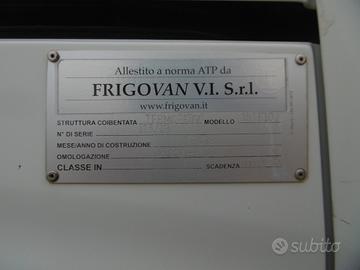 Allestito a norma ATP da
FRIGOVAN V.I. S.r.l.
www.frigovan.it
STRUTTURA COIBENTATA MODELLO
N° DI SERIE
MESE/ANNO DI COSTRUZIONE
OMOLOGAZIONE
CLASSE IN SCADENZA
subito